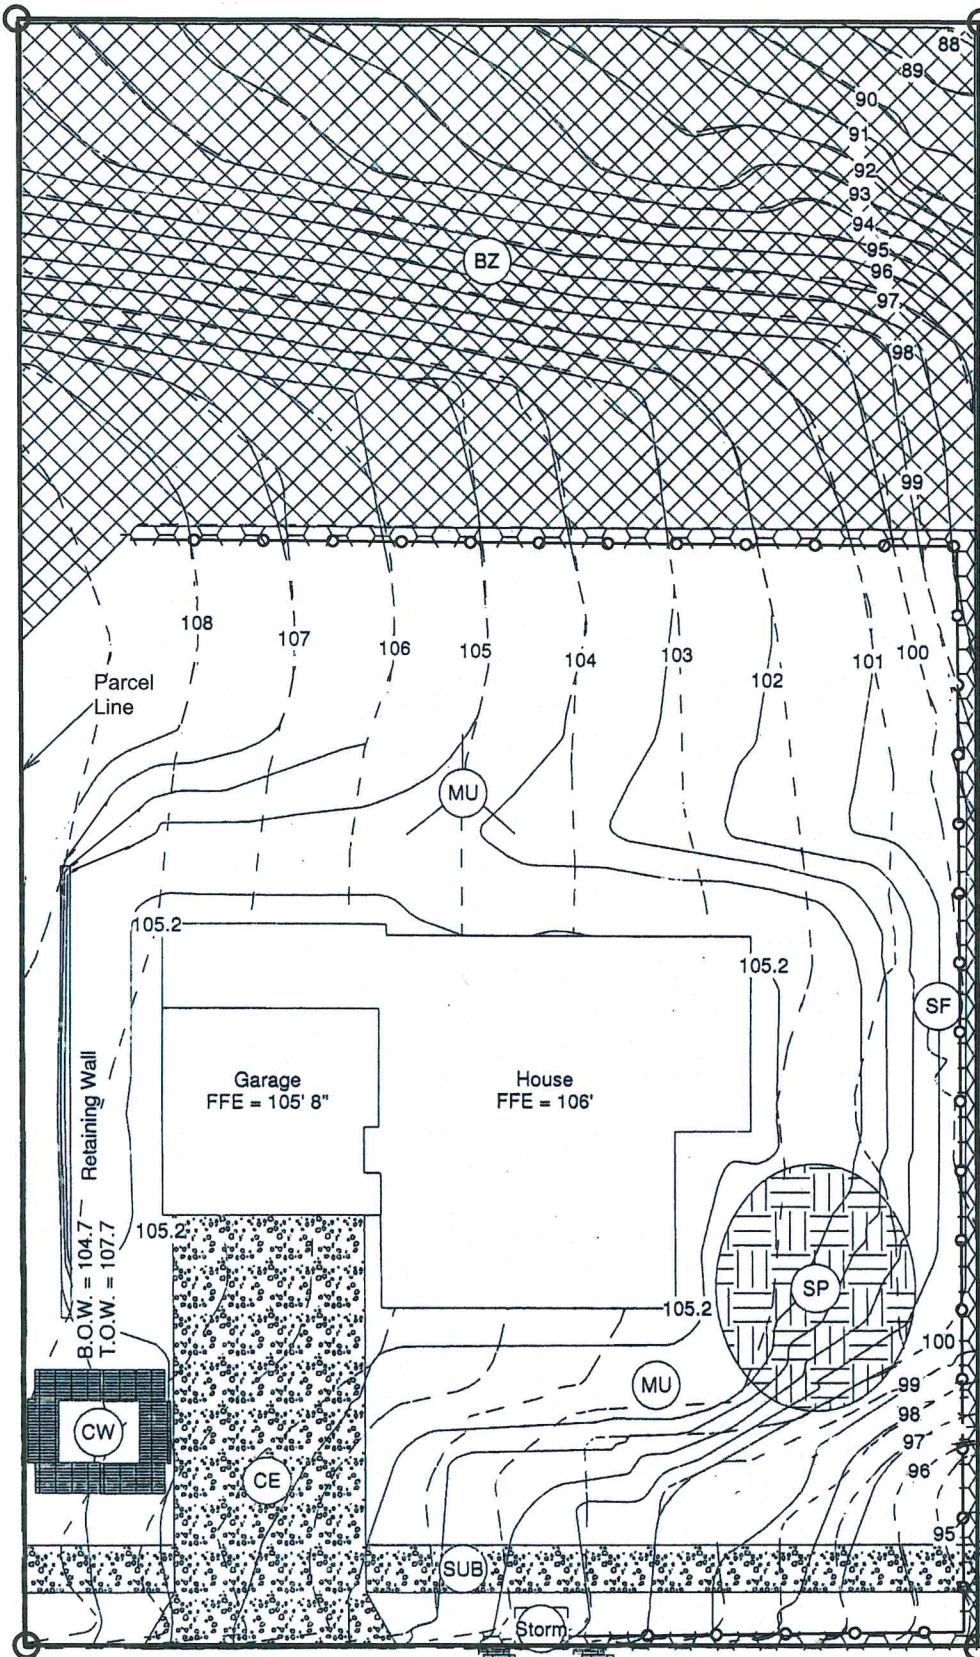 88
89
90
91
92
93
94
95
96
97
98
99
BZ
108
107
106
105
104
103
102
101
100
Parcel
Line
MU
105.2
105.2
SF
Retaining Wall
B.O.W. = 104.7
T.O.W. = 107.7
Garage
FFE = 105' 8"
House
FFE = 106'
105.2
105.2
SP
100
99
98
97
96
95
MU
CW
CE
SUB
Storm